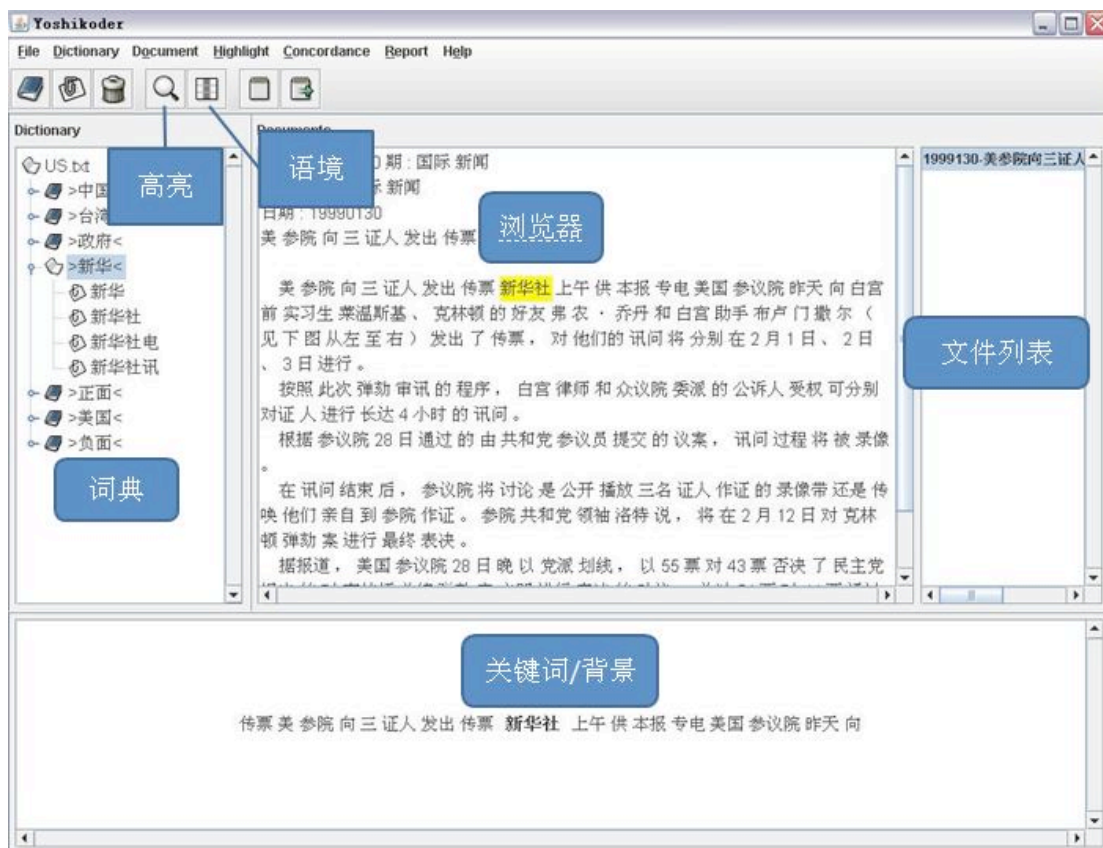 Yoshikoder
File Dictionary Document Highlight Concordance Report Help
Dictionary
US.txt
>中国
>台湾
>政府<
>新华<
新华
新华社
新华社电
新华社讯
>正面<
>美国<
>负面<
高亮
语境
词典
Documents
0 期 : 国际 新闻
新闻
日期 : 19990130
美 参院 向 三 证人 发出 传票
浏览器
美 参院 向 三 证人 发出 传票 新华社 上午 供 本报 专电 美国 参议院 昨天 向 白宫
前 实习生 莱温斯基 、 克林顿 的 好友 弗农 · 乔丹 和 白宫 助手 布卢门撒尔 （
见 下图 从左至右 ） 发出 了 传票 ， 对 他们 的 讯问 将 分别 在 2 月 1 日 、 2 日
、 3 日 进行 。
按照 此次 弹劾 审讯 的 程序 ， 白宫 律师 和 众议院 委派 的 公诉人 受权 可 分别
对 证人 进行 长达 4 小时 的 讯问 。
根据 参议院 28 日 通过 的 由 共和党 参议员 提交 的 议案 ， 讯问 过程 将 被 录像
。
在 讯问 结束 后 ， 参议院 将 讨论 是 公开 播放 三名 证人 作证 的 录像带 还是 传
唤 他们 亲自 到 参院 作证 。 参院 共和党 领袖 洛特 说 ， 将 在 2 月 12 日 对 克林
顿 弹劾 案 进行 最终 表决 。
据报道 ， 美国 参议院 28 日 晚 以 党派 划线 ， 以 55 票 对 43 票 否决 了 民主党
1999130-美参院向三证人
文件列表
关键词/背景
传票 美 参院 向 三 证人 发出 传票 新华社 上午 供 本报 专电 美国 参议院 昨天 向